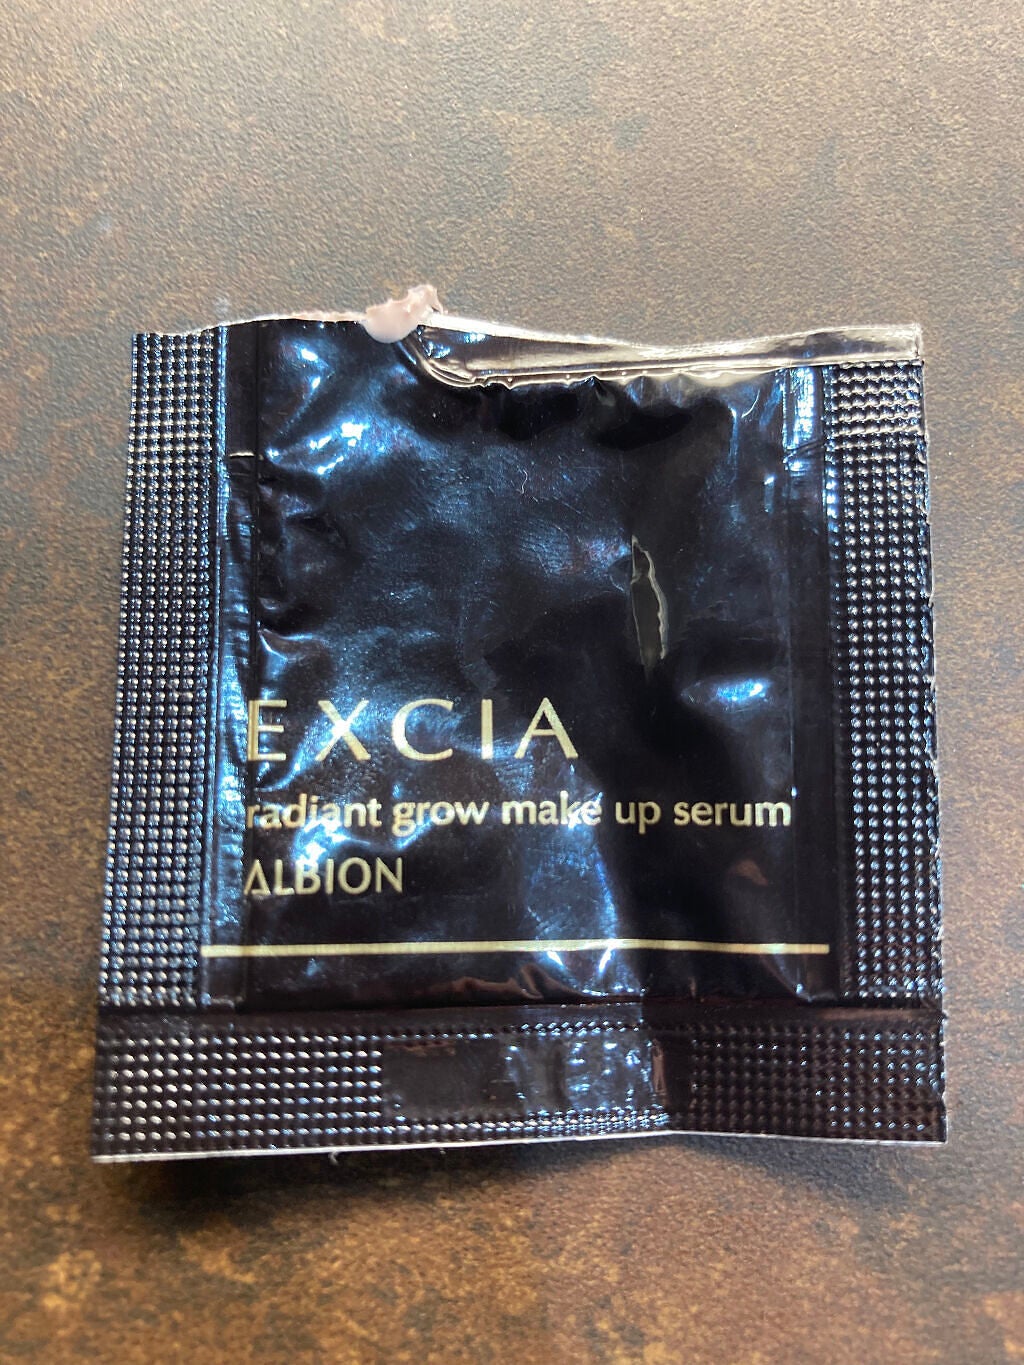 EXCIA
radiant grow make up serum
ALBION